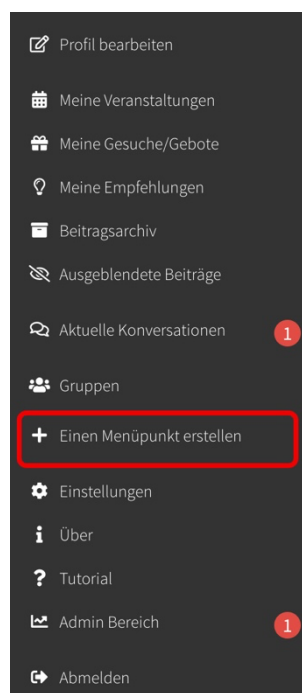 Profil bearbeiten
Meine Veranstaltungen
Meine Gesuche/Gebote
Meine Empfehlungen
Beitragsarchiv
Ausgeblendete Beiträge
Aktuelle Konversationen 1
Gruppen
Einen Menüpunkt erstellen
Einstellungen
Über
Tutorial
Admin Bereich 1
Abmelden